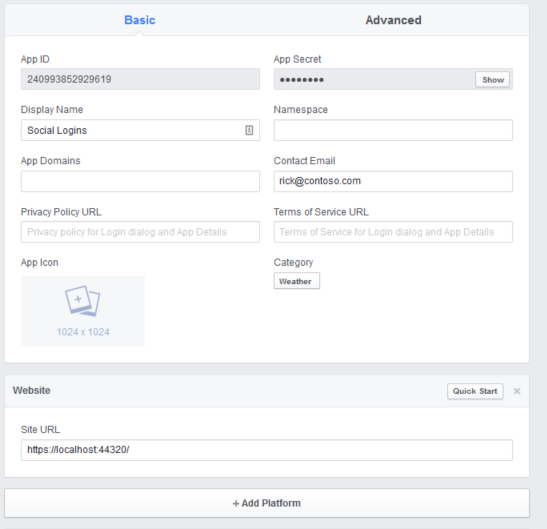 Basic Advanced
App ID App Secret
240993852929619 ●●●●●●●● Show
Display Name Namespace
Social Logins
App Domains Contact Email
rick@contoso.com
Privacy Policy URL Terms of Service URL
Privacy policy for Login dialog and App Details Terms of Service for Login dialog and App Details
App Icon Category
Weather
1024 x 1024
Website Quick Start ×
Site URL
https://localhost:44320/
+ Add Platform